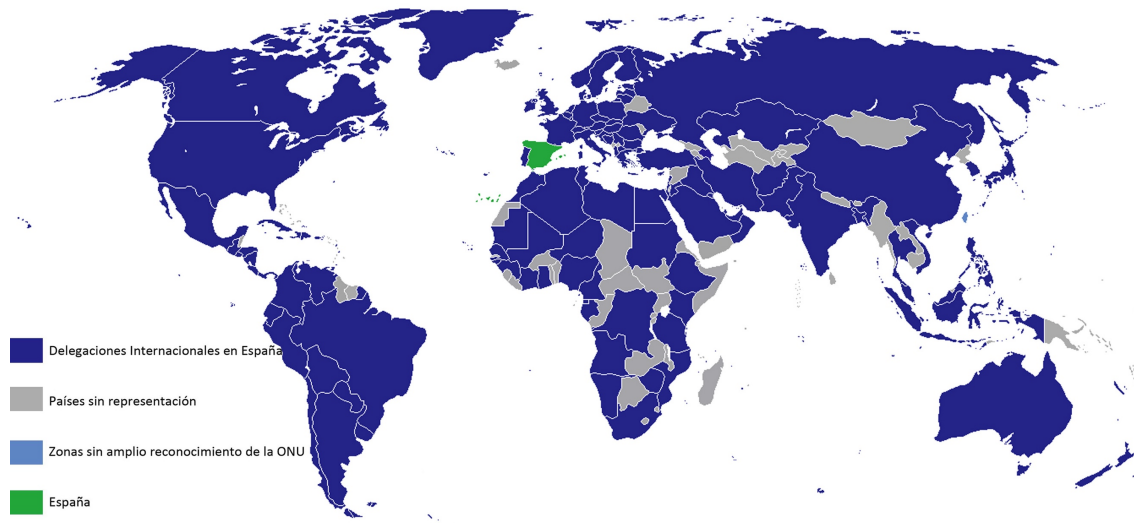 Delegaciones Internacionales en España
Países sin representación
Zonas sin amplio reconocimiento de la ONU
España